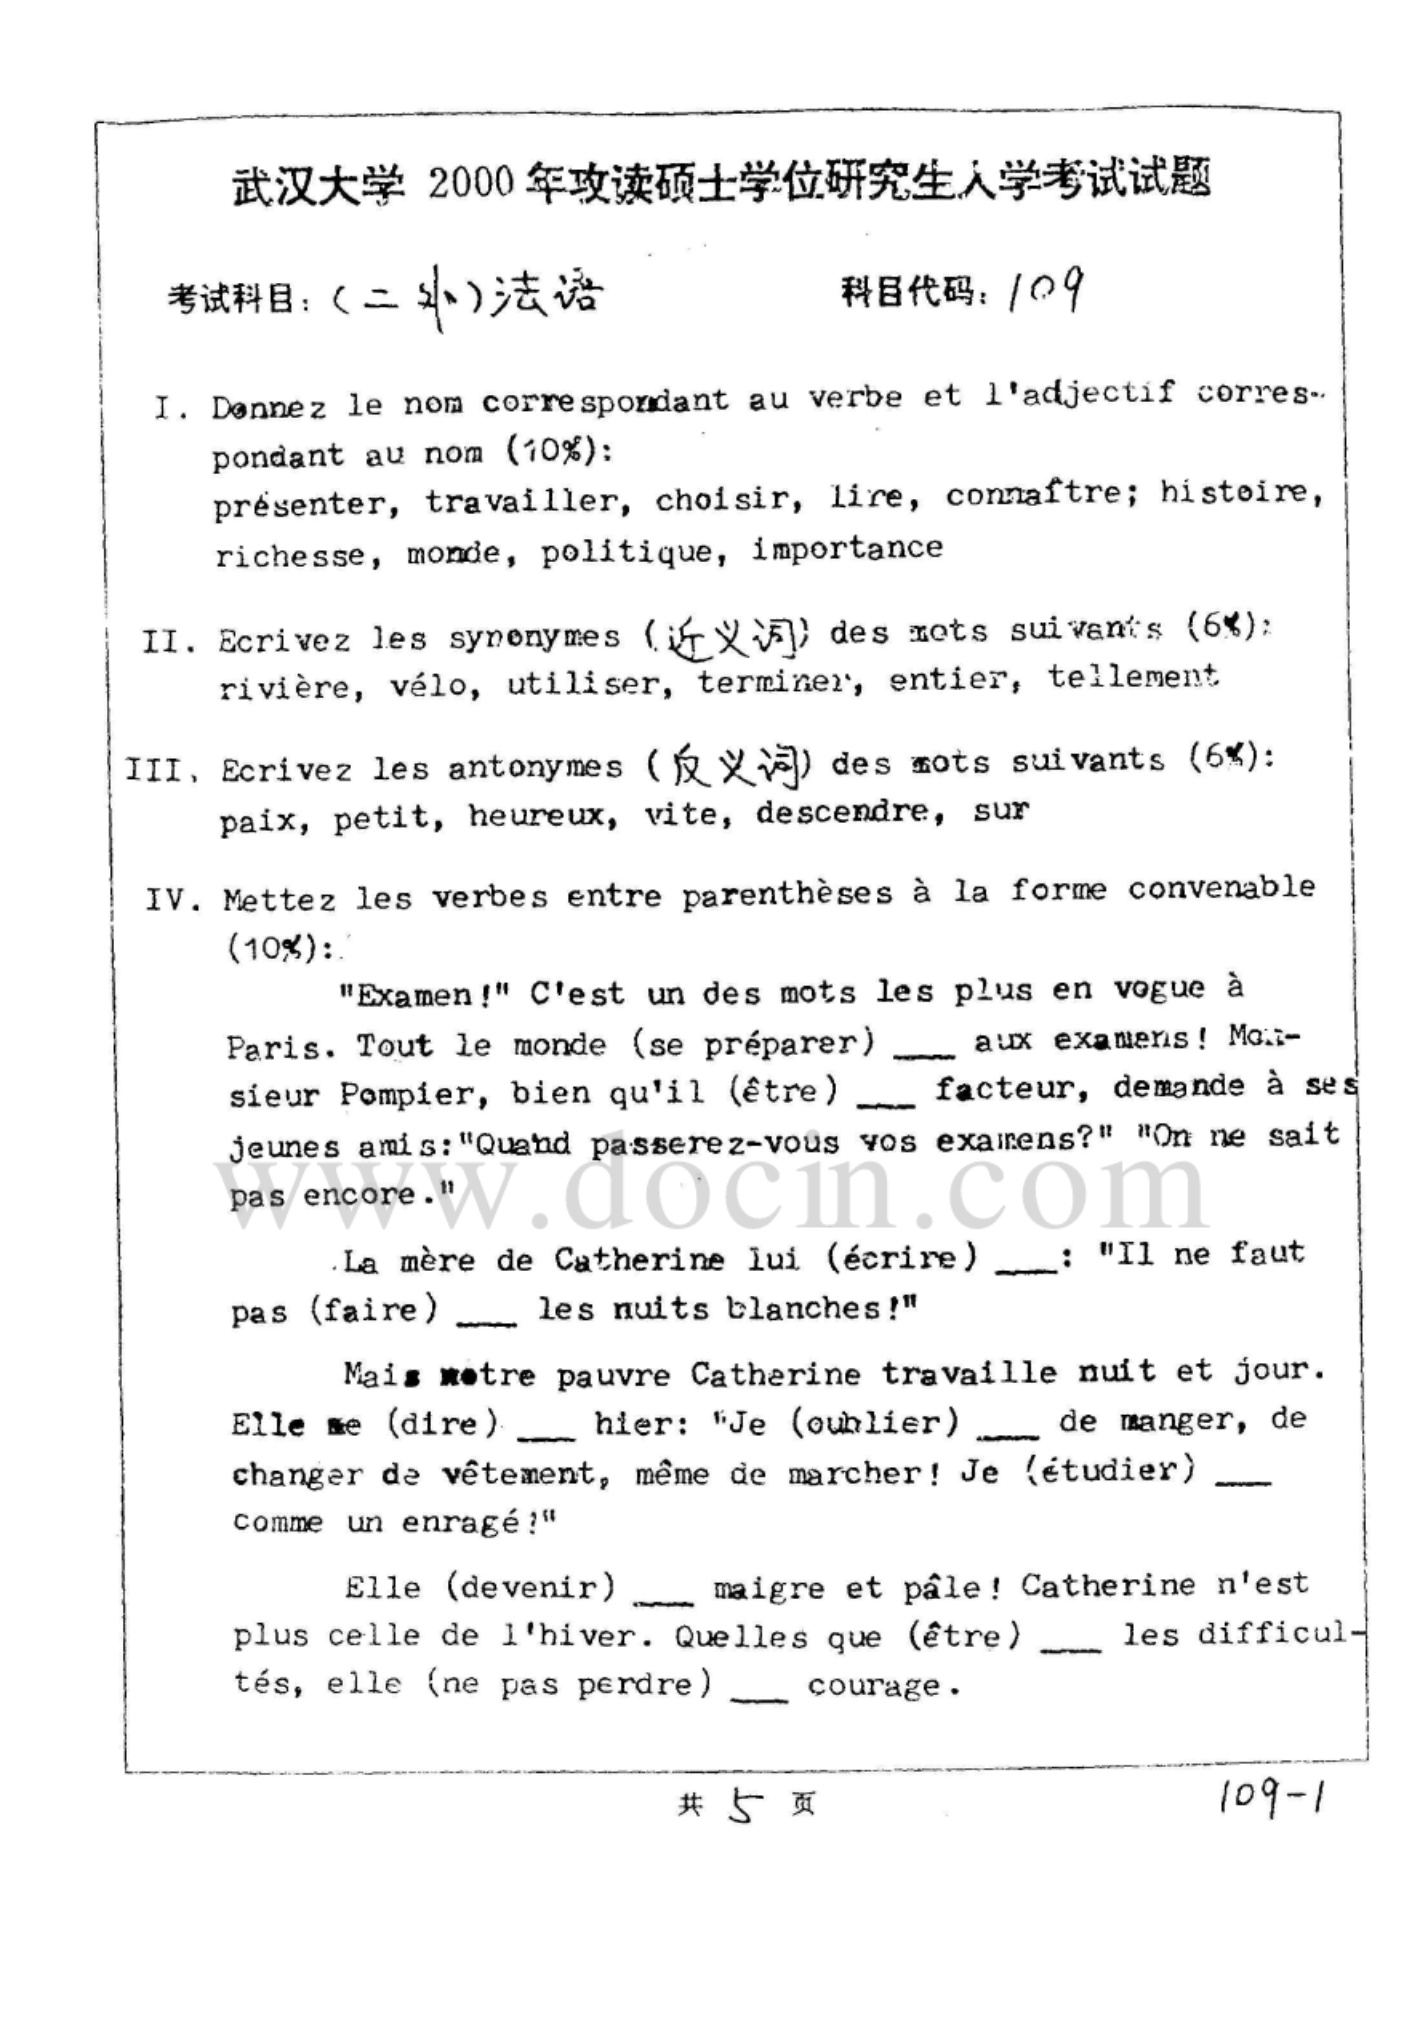 武汉大学 2000 年攻读硕士学位研究生入学考试试题
考试科目：（二外）法语 科目代码：109
I. Donnez le nom correspondant au verbe et l'adjectif corres-
pondant au nom (10%):
présenter, travailler, choisir, lire, connaître; histoire,
richesse, monde, politique, importance
II. Ecrivez les synonymes (近义词) des mots suivants (6%):
rivière, vélo, utiliser, terminer, entier, tellement
III. Ecrivez les antonymes (反义词) des mots suivants (6%):
paix, petit, heureux, vite, descendre, sur
IV. Mettez les verbes entre parenthèses à la forme convenable
(10%):
"Examen!" C'est un des mots les plus en vogue à
Paris. Tout le monde (se préparer) ___ aux examens! Mon-
sieur Pompier, bien qu'il (être) ___ facteur, demande à ses
jeunes amis:"Quand passerez-vous vos examens?" "On ne sait
pas encore."
www.docin.com
La mère de Catherine lui (écrire) ___: "Il ne faut
pas (faire) ___ les nuits blanches!"
Mais notre pauvre Catherine travaille nuit et jour.
Elle me (dire) ___ hier: "Je (oublier) ___ de manger, de
changer de vêtement, même de marcher! Je (étudier) ___
comme un enragé!"
Elle (devenir) ___ maigre et pâle! Catherine n'est
plus celle de l'hiver. Quelles que (être) ___ les difficul-
tés, elle (ne pas perdre) ___ courage.
共 5 页 109-1